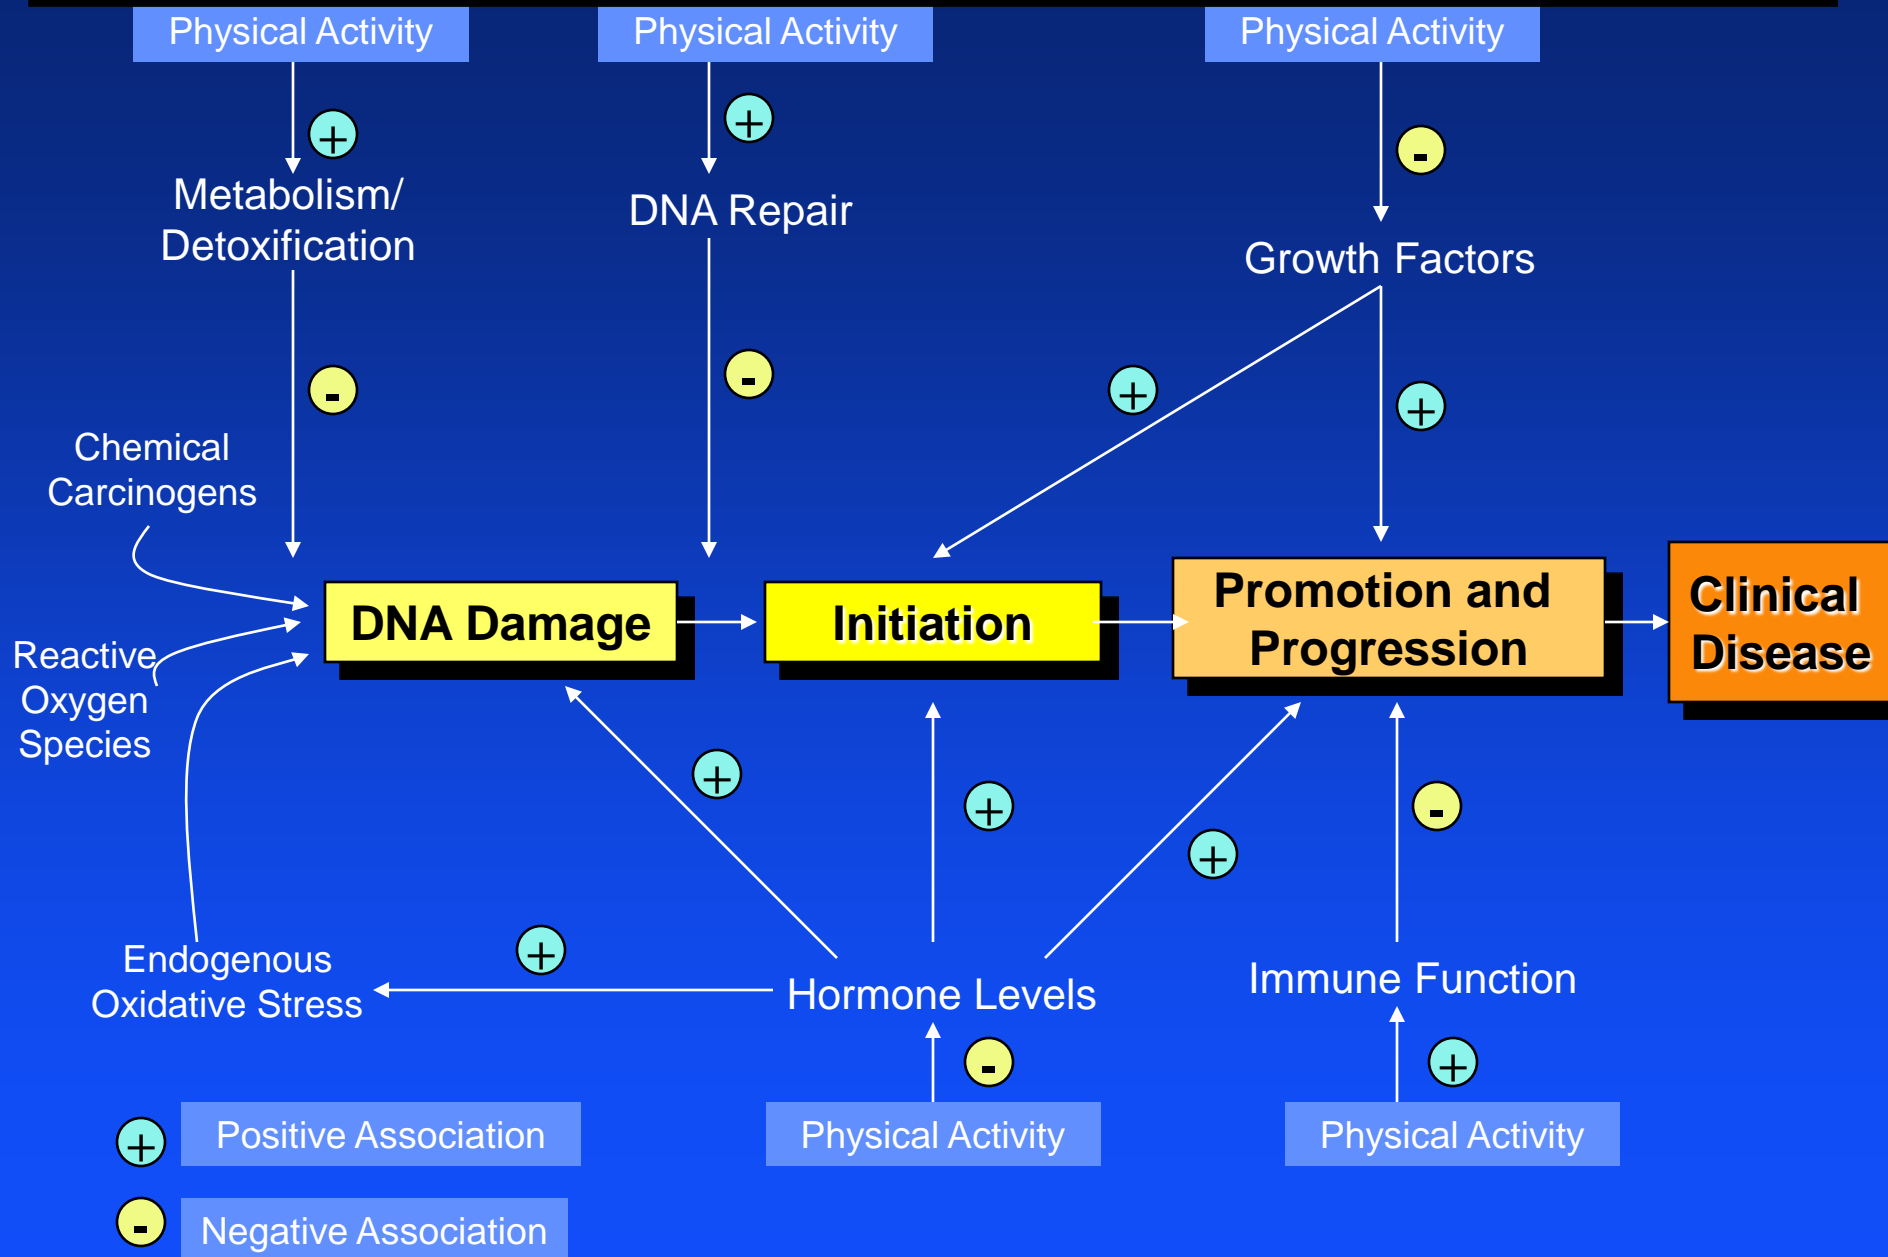 Physical Activity
Physical Activity
Physical Activity
+
+
-
Metabolism/
Detoxification
DNA Repair
Growth Factors
-
-
+
+
Chemical
Carcinogens
DNA Damage
Initiation
Promotion and
Progression
Clinical
Disease
Reactive
Oxygen
Species
+
+
+
-
Endogenous
Oxidative Stress
+
Hormone Levels
Immune Function
-
+
+
Positive Association
Physical Activity
Physical Activity
-
Negative Association